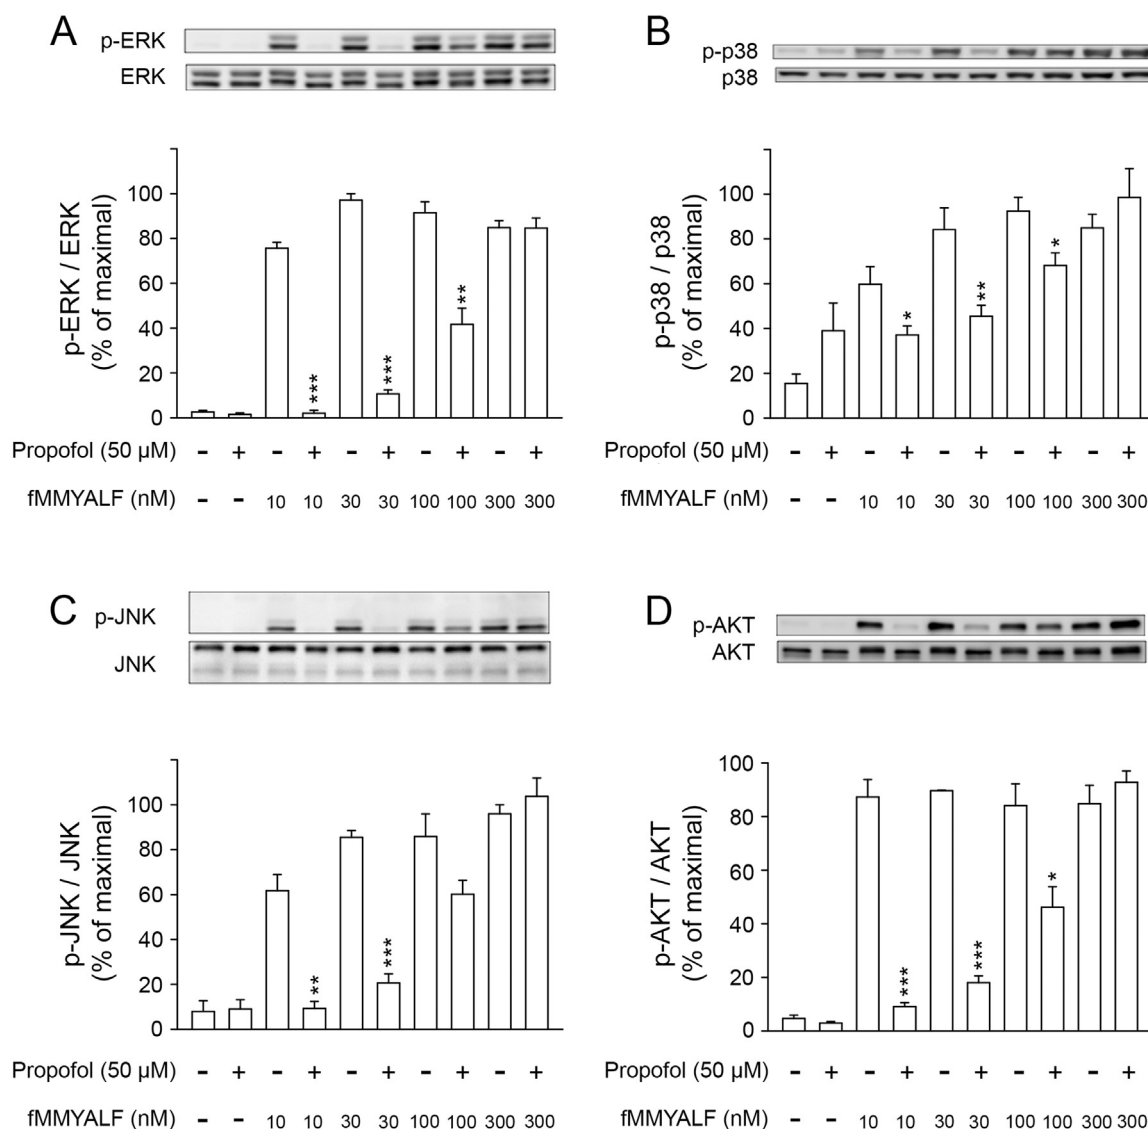 A
p-ERK
ERK
p-ERK / ERK
(% of maximal)
100
80
60
40
20
0
***
***
**
Propofol (50 μM) - + - + - + - + - +
fMMYALF (nM) - - 10 10 30 30 100 100 300 300
B
p-p38
p38
p-p38 / p38
(% of maximal)
100
80
60
40
20
0
*
**
*
Propofol (50 μM) - + - + - + - + - +
fMMYALF (nM) - - 10 10 30 30 100 100 300 300
C
p-JNK
JNK
p-JNK / JNK
(% of maximal)
100
80
60
40
20
0
**
***
Propofol (50 μM) - + - + - + - + - +
fMMYALF (nM) - - 10 10 30 30 100 100 300 300
D
p-AKT
AKT
p-AKT / AKT
(% of maximal)
100
80
60
40
20
0
***
***
*
Propofol (50 μM) - + - + - + - + - +
fMMYALF (nM) - - 10 10 30 30 100 100 300 300